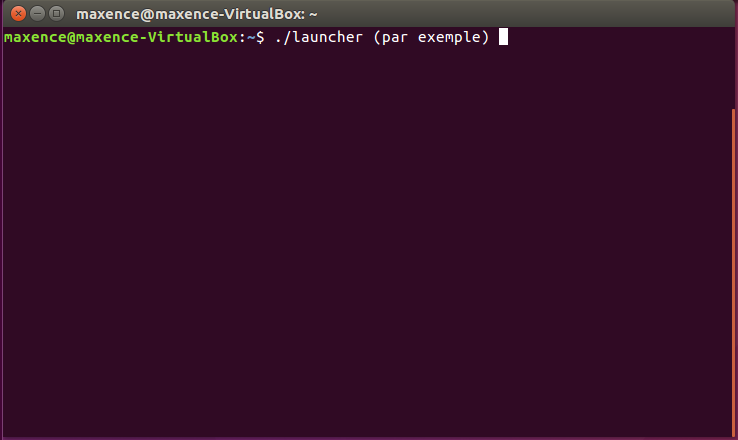 maxence@maxence-VirtualBox: ~
maxence@maxence-VirtualBox:~$ ./launcher (par exemple)